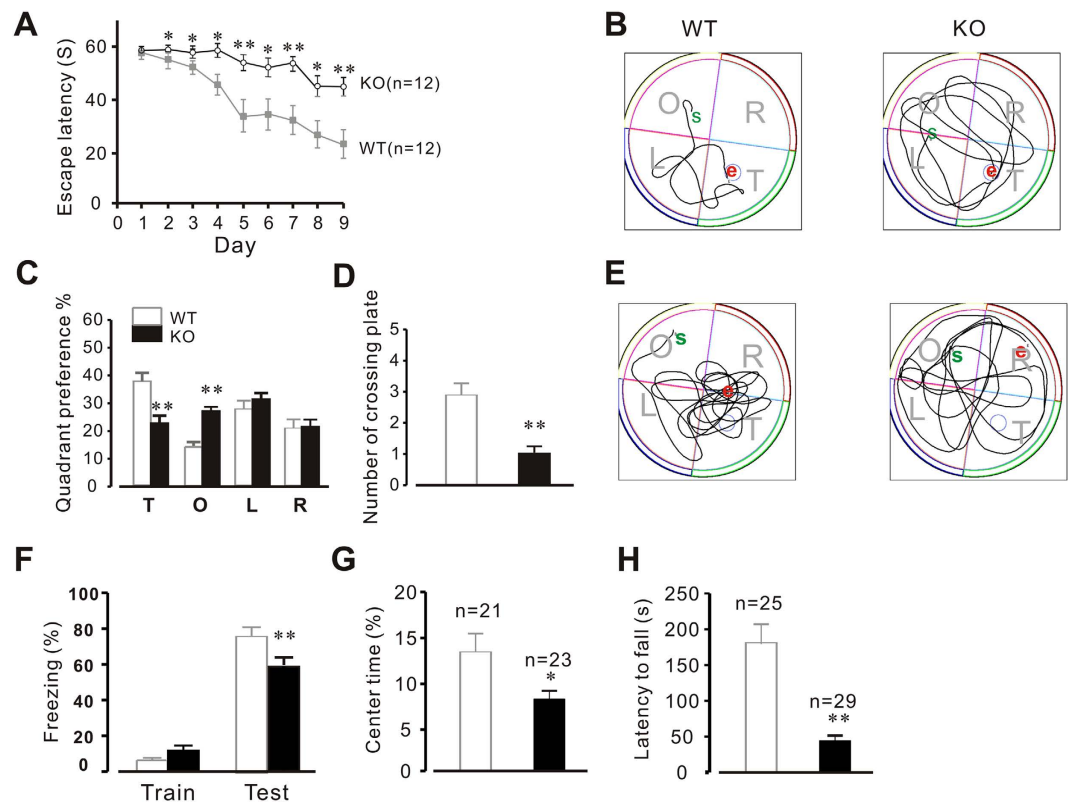 A
Escape latency (S)
60
40
20
0
* * * ** * ** * **
KO(n=12)
WT(n=12)
0 1 2 3 4 5 6 7 8 9
Day
B
WT
KO
O
s
R
L
e
T
O
R
s
L
e
T
C
Quadrant preference %
60
50
40
30
20
10
0
WT
KO
**
**
T O L R
D
Number of crossing plate
5
4
3
2
1
0
**
E
O
s
R
e
L
T
O
s
e
R
L
T
F
Freezing (%)
100
80
60
40
20
0
**
Train Test
G
Center time (%)
20
15
10
5
0
n=21
n=23
*
H
Latency to fall (s)
250
200
150
100
50
0
n=25
n=29
**